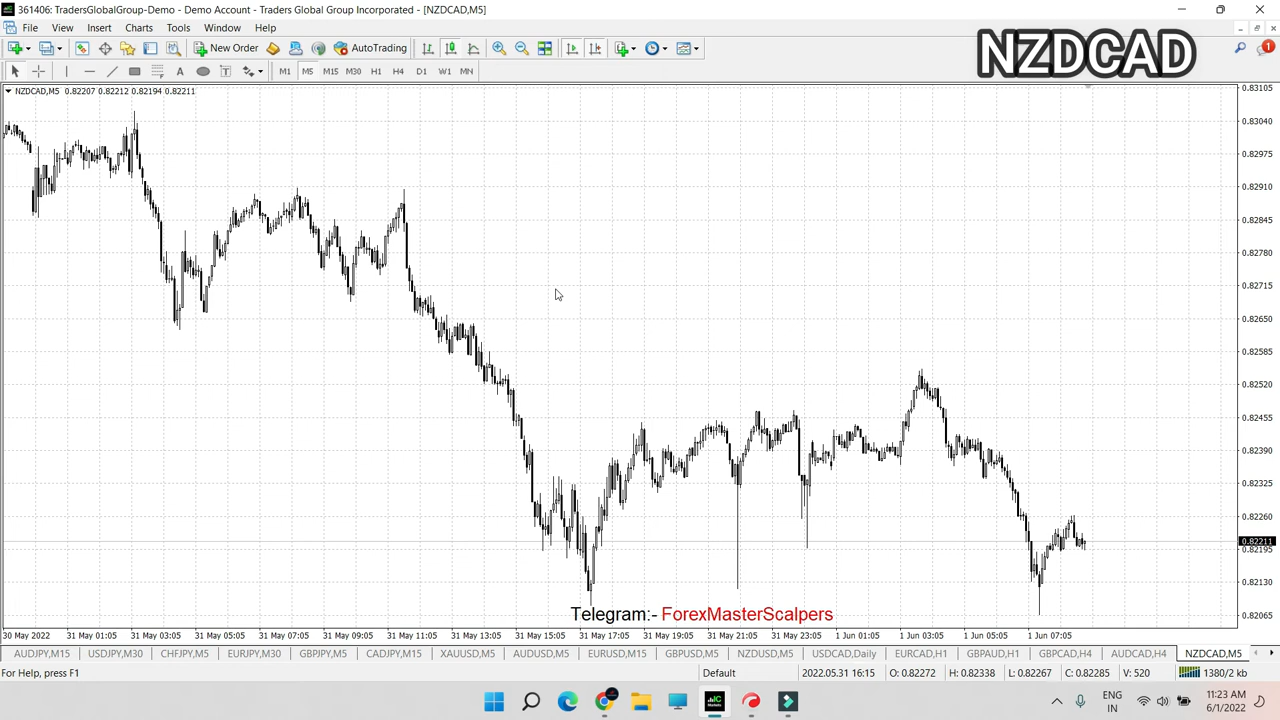 361406: TradersGlobalGroup-Demo - Demo Account - Traders Global Group Incorporated - [NZDCAD,M5]
File View Insert Charts Tools Window Help
NZDCAD
New Order AutoTrading
M1 M5 M15 M30 H1 H4 D1 W1 MN
1
NZDCAD,M5 0.82207 0.82212 0.82194 0.82211
0.83105
0.83040
0.82975
0.82910
0.82845
0.82780
0.82715
0.82650
0.82585
0.82520
0.82455
0.82390
0.82325
0.82260
0.82211
0.82195
0.82130
0.82065
Telegram:- ForexMasterScalpers
30 May 2022 31 May 01:05 31 May 03:05 31 May 05:05 31 May 07:05 31 May 09:05 31 May 11:05 31 May 13:05 31 May 15:05 31 May 17:05 31 May 19:05 31 May 21:05 31 May 23:05 1 Jun 01:05 1 Jun 03:05 1 Jun 05:05 1 Jun 07:05
AUDJPY,M15 USDJPY,M30 CHFJPY,M5 EURJPY,M30 GBPJPY,M5 CADJPY,M15 XAUUSD,M5 AUDUSD,M5 EURUSD,M15 GBPUSD,M5 NZDUSD,M5 USDCAD,Daily EURCAD,H1 GBPAUD,H1 GBPCAD,H4 AUDCAD,H4 NZDCAD,M5
For Help, press F1 Default 2022.05.31 16:15 O: 0.82272 H: 0.82338 L: 0.82267 C: 0.82285 V: 520 1380/2 kb
ENG
IN
11:23 AM
6/1/2022